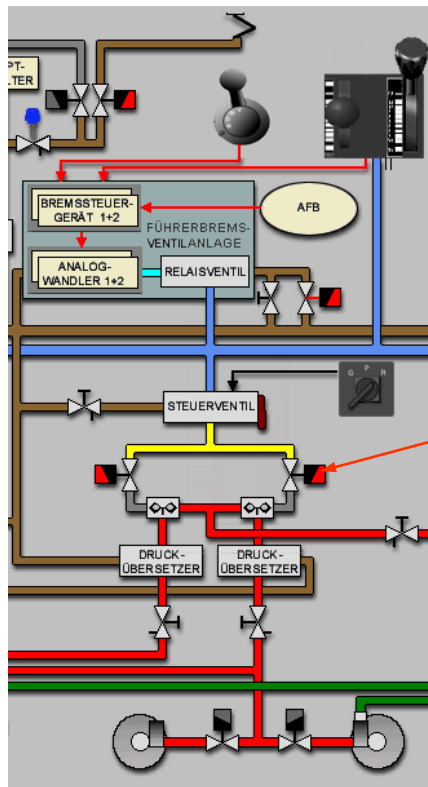 PT-
LTER
BREMSSTEUER-
GERÄT 1+2
AFB
FÜHRERBREMS-
VENTILANLAGE
ANALOG-
WANDLER 1+2
RELAISVENTIL
G P R
STEUERVENTIL
DRUCK-
ÜBERSETZER
DRUCK-
ÜBERSETZER